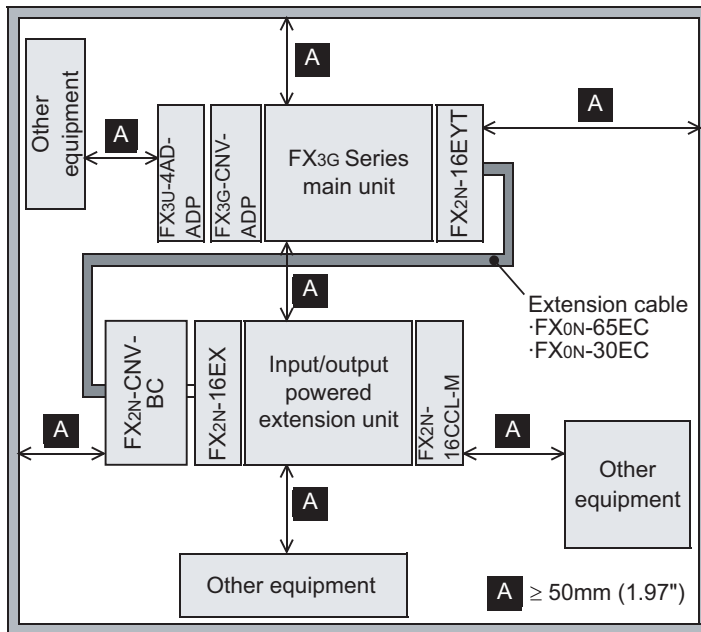 A
Other
equipment
A
A
FX3U-4AD-
ADP
FX3G-CNV-
ADP
FX3G Series
main unit
FX2N-16EYT
A
Extension cable
·FX0N-65EC
·FX0N-30EC
FX2N-CNV-
BC
FX2N-16EX
Input/output
powered
extension unit
FX2N-
16CCL-M
A
A
Other
equipment
A
Other equipment
A ≥ 50mm (1.97")